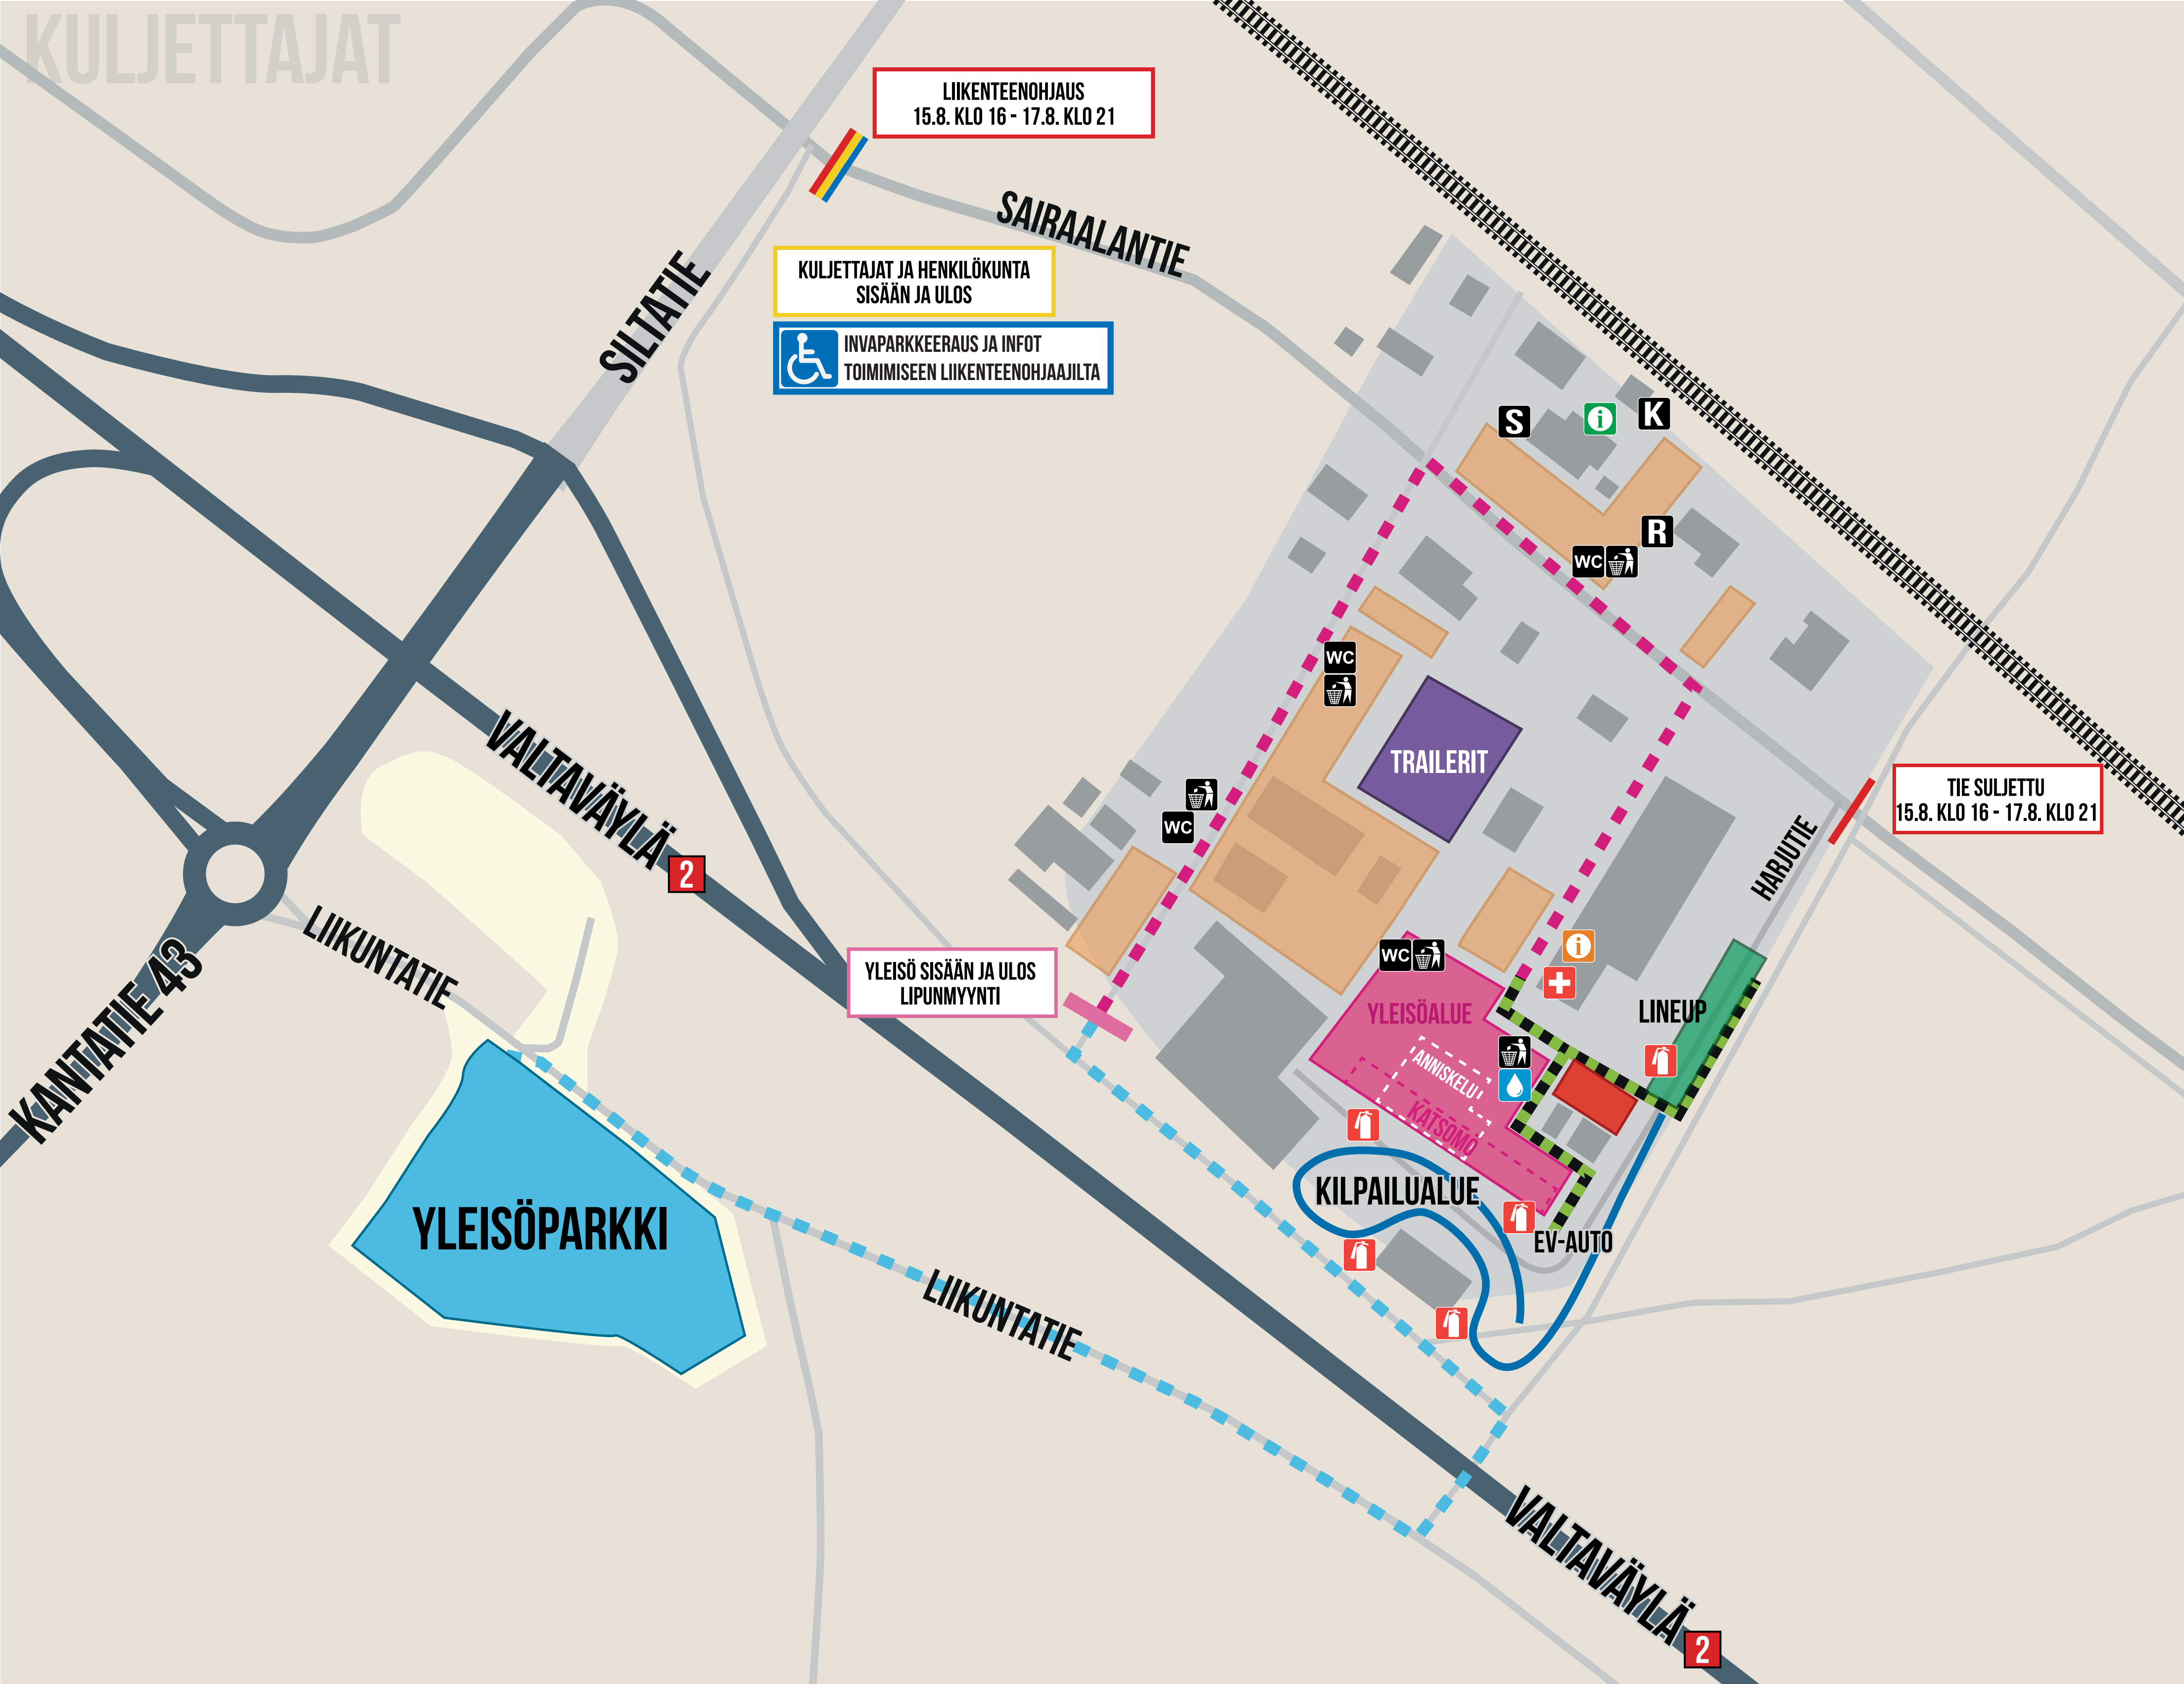 KULJETTAJAT
LIIKENTEENOHJAUS
15.8. KLO 16 - 17.8. KLO 21
SAIRAALANTIE
KULJETTAJAT JA HENKILÖKUNTA
SISÄÄN JA ULOS
INVAPARKKEERAUS JA INFOT
TOIMIMISEEN LIIKENTEENOHJAAJILTA
SILTATIE
S
i
K
R
WC
WC
TRAILERIT
WC
TIE SULJETTU
15.8. KLO 16 - 17.8. KLO 21
HARJUTIE
VALTAVÄYLÄ
2
LIIKUNTATIE
KANTATIE 43
YLEISÖ SISÄÄN JA ULOS
LIPUNMYYNTI
WC
i
YLEISÖALUE
LINEUP
ANNISKELU
KATSOMO
KILPAILUALUE
EV-AUTO
YLEISÖPARKKI
LIIKUNTATIE
VALTAVÄYLÄ
2